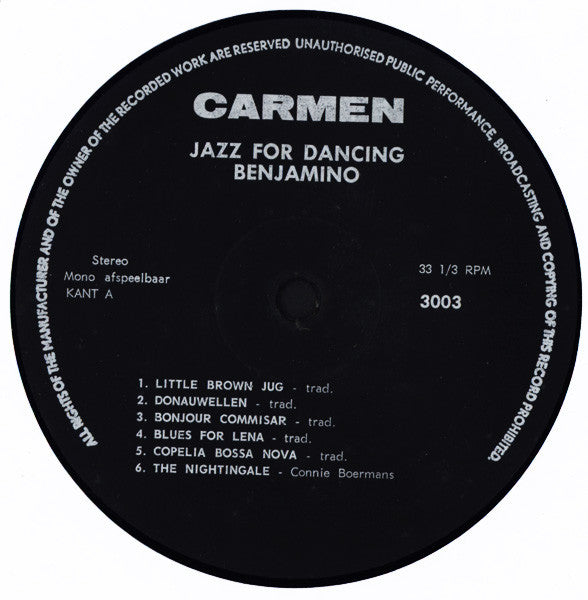 ALL RIGHTS OF THE MANUFACTURER AND OF THE OWNER OF THE RECORDED WORK ARE RESERVED UNAUTHORISED PUBLIC PERFORMANCE, BROADCASTING AND COPYING OF THIS RECORD PROHIBITED.
CARMEN
JAZZ FOR DANCING
BENJAMINO
Stereo
Mono afspeelbaar
KANT A
33 1/3 RPM
3003
1. LITTLE BROWN JUG - trad.
2. DONAUWELLEN - trad.
3. BONJOUR COMMISAR - trad.
4. BLUES FOR LENA - trad.
5. COPELIA BOSSA NOVA - trad.
6. THE NIGHTINGALE - Connie Boermans